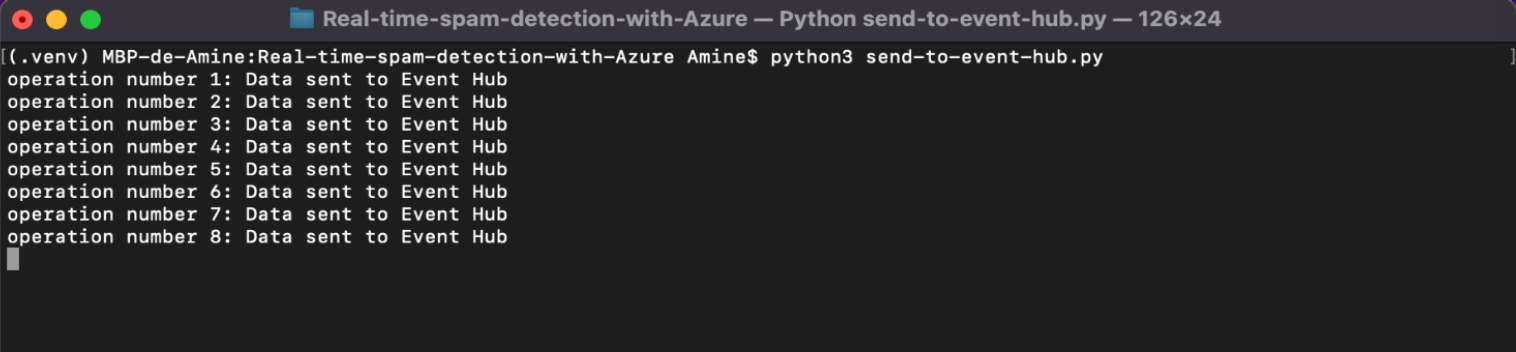 Real-time-spam-detection-with-Azure — Python send-to-event-hub.py — 126×24
[(.venv) MBP-de-Amine:Real-time-spam-detection-with-Azure Amine$ python3 send-to-event-hub.py ]
operation number 1: Data sent to Event Hub
operation number 2: Data sent to Event Hub
operation number 3: Data sent to Event Hub
operation number 4: Data sent to Event Hub
operation number 5: Data sent to Event Hub
operation number 6: Data sent to Event Hub
operation number 7: Data sent to Event Hub
operation number 8: Data sent to Event Hub